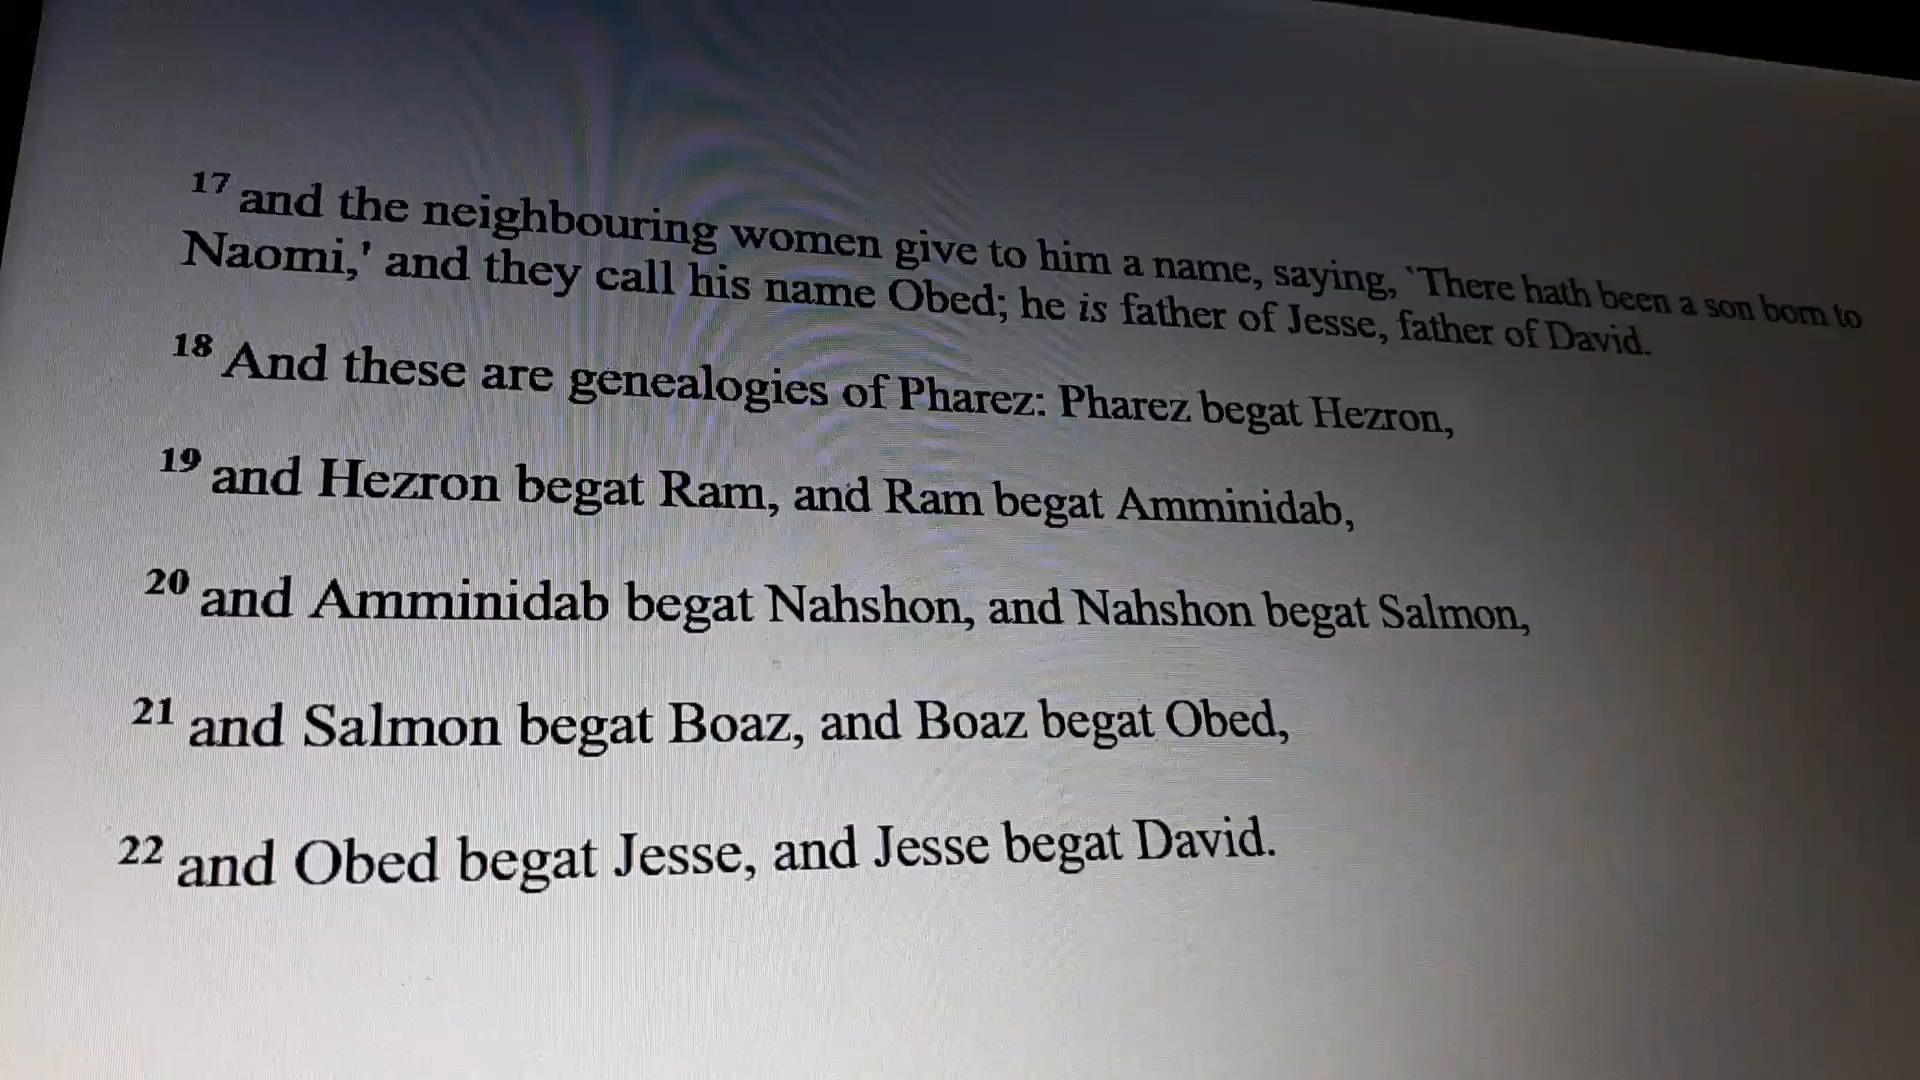 17 and the neighbouring women give to him a name, saying, `There hath been a son born to
Naomi,' and they call his name Obed; he is father of Jesse, father of David.
18 And these are genealogies of Pharez: Pharez begat Hezron,
19 and Hezron begat Ram, and Ram begat Amminidab,
20 and Amminidab begat Nahshon, and Nahshon begat Salmon,
21 and Salmon begat Boaz, and Boaz begat Obed,
22 and Obed begat Jesse, and Jesse begat David.